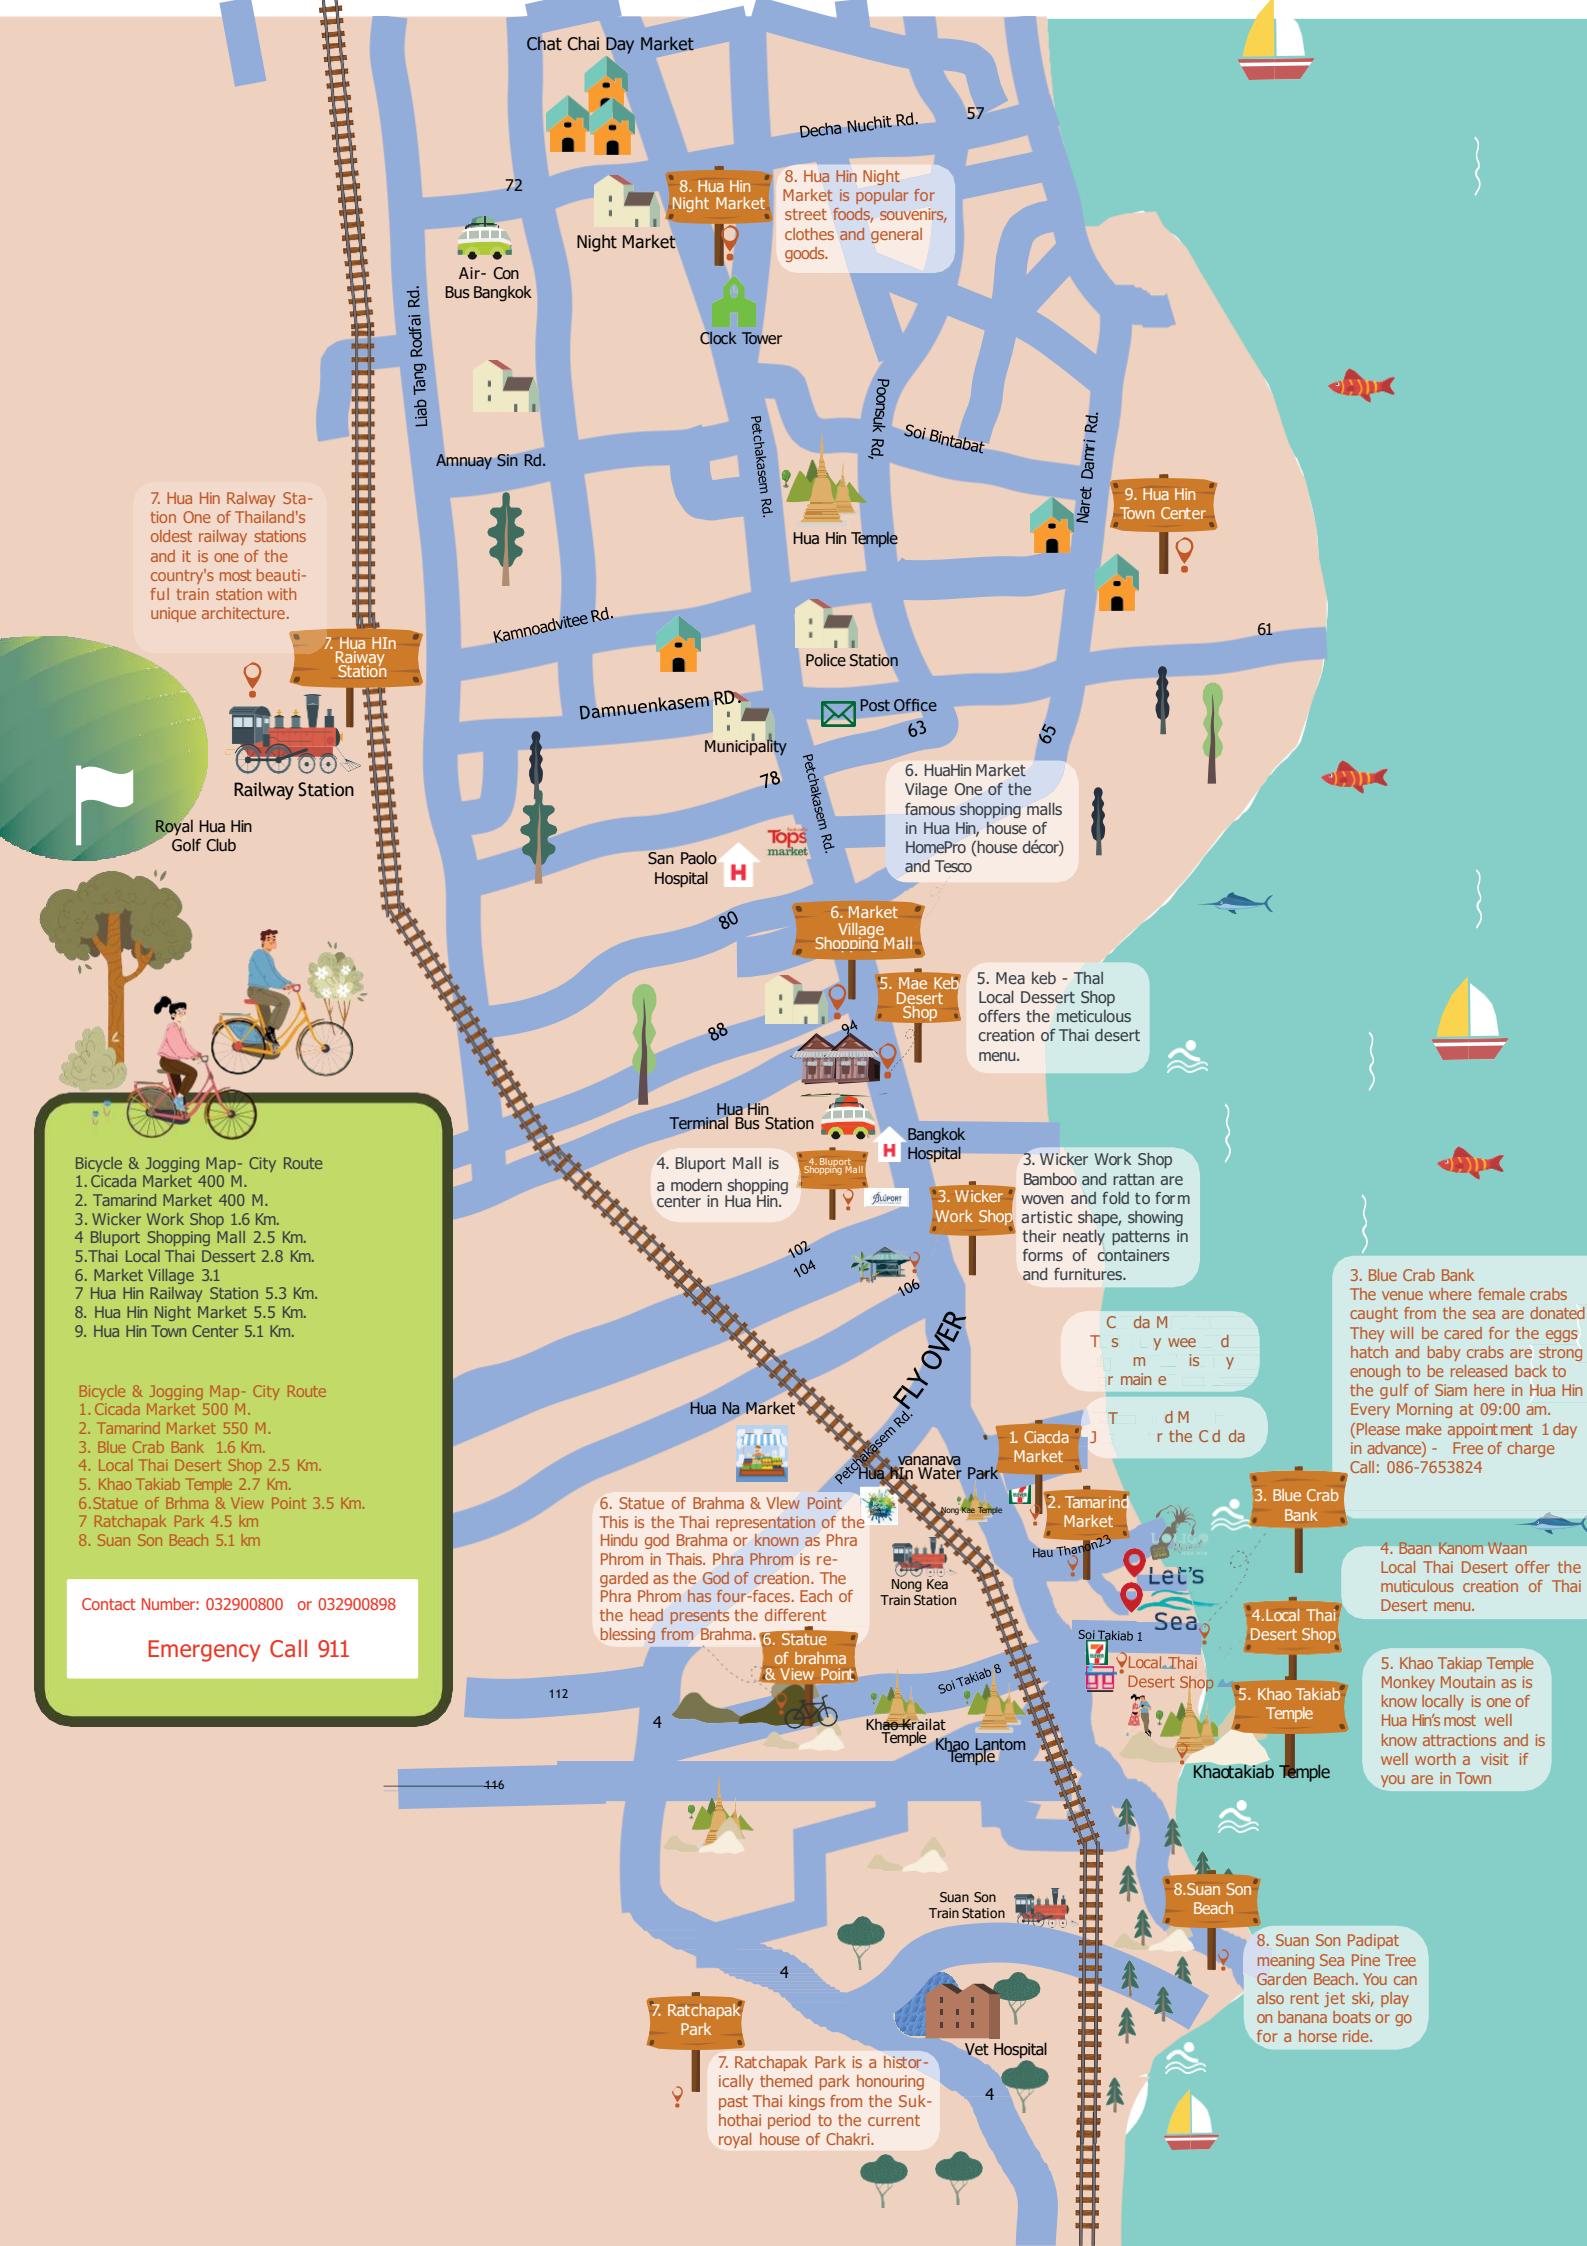 Chat Chai Day Market
57
Decha Nuchit Rd.
72
8. Hua Hin
Night Market
8. Hua Hin Night
Market is popular for
street foods, souvenirs,
clothes and general
goods.
Night Market
Air- Con
Bus Bangkok
Clock Tower
Liab Tang Rodfai Rd.
Petchakasem Rd.
Poonsuk Rd,
Soi Bintabat
Naret Damri Rd.
Amnuay Sin Rd.
7. Hua Hin Ralway Sta-
tion One of Thailand's
oldest railway stations
and it is one of the
country's most beauti-
ful train station with
unique architecture.
9. Hua Hin
Town Center
Hua Hin Temple
Kamnoadvitee Rd.
7. Hua HIn
Raiway
Station
Police Station
61
Damnuenkasem RD.
Post Office
63
65
Municipality
78
Petchakasem Rd.
Railway Station
Royal Hua Hin
Golf Club
6. HuaHin Market
Vilage One of the
famous shopping malls
in Hua Hin, house of
HomePro (house décor)
and Tesco
Tops
market
San Paolo
Hospital
H
80
6. Market
Village
Shopping Mall
5. Mae Keb
Desert
Shop
5. Mea keb - Thal
Local Dessert Shop
offers the meticulous
creation of Thai desert
menu.
88
94
Hua Hin
Terminal Bus Station
Bangkok
Hospital
H
4. Bluport
Shopping Mall
4. Bluport Mall is
a modern shopping
center in Hua Hin.
BLÚPORT
3. Wicker
Work Shop
3. Wicker Work Shop
Bamboo and rattan are
woven and fold to form
artistic shape, showing
their neatly patterns in
forms of containers
and furnitures.
102
104
106
Bicycle & Jogging Map- City Route
1. Cicada Market 400 M.
2. Tamarind Market 400 M.
3. Wicker Work Shop 1.6 Km.
4 Bluport Shopping Mall 2.5 Km.
5.Thai Local Thai Dessert 2.8 Km.
6. Market Village 3.1
7 Hua Hin Railway Station 5.3 Km.
8. Hua Hin Night Market 5.5 Km.
9. Hua Hin Town Center 5.1 Km.
Bicycle & Jogging Map- City Route
1. Cicada Market 500 M.
2. Tamarind Market 550 M.
3. Blue Crab Bank 1.6 Km.
4. Local Thai Desert Shop 2.5 Km.
5. Khao Takiab Temple 2.7 Km.
6.Statue of Brhma & View Point 3.5 Km.
7 Ratchapak Park 4.5 km
8. Suan Son Beach 5.1 km
Contact Number: 032900800 or 032900898
Emergency Call 911
3. Blue Crab Bank
The venue where female crabs
caught from the sea are donated
They will be cared for the eggs
hatch and baby crabs are strong
enough to be released back to
the gulf of Siam here in Hua Hin
Every Morning at 09:00 am.
(Please make appointment 1 day
in advance) - Free of charge
Call: 086-7653824
C da M
T s y wee d
m is y
r main e
T d M
J r the C d da
FLY OVER
Petchakasem Rd.
Hua Na Market
vananava
Hua hIn Water Park
1. Ciacda
Market
Nong Kae Temple
2. Tamarind
Market
3. Blue Crab
Bank
Hau Thanon23
6. Statue of Brahma & VIew Point
This is the Thai representation of the
Hindu god Brahma or known as Phra
Phrom in Thais. Phra Phrom is re-
garded as the God of creation. The
Phra Phrom has four-faces. Each of
the head presents the different
blessing from Brahma.
Nong Kea
Train Station
Let's
Sea
4. Baan Kanom Waan
Local Thai Desert offer the
muticulous creation of Thai
Desert menu.
4.Local Thai
Desert Shop
6. Statue
of brahma
& View Point
Soi Takiab 1
Local Thai
Desert Shop
Soi Takiab 8
5. Khao Takiab
Temple
5. Khao Takiap Temple
Monkey Moutain as is
know locally is one of
Hua Hin's most well
know attractions and is
well worth a visit if
you are in Town
112
4
Khao Krailat
Temple
Khao Lantom
Temple
Khaotakiab Temple
116
8.Suan Son
Beach
Suan Son
Train Station
8. Suan Son Padipat
meaning Sea Pine Tree
Garden Beach. You can
also rent jet ski, play
on banana boats or go
for a horse ride.
4
7. Ratchapak
Park
Vet Hospital
7. Ratchapak Park is a histor-
ically themed park honouring
past Thai kings from the Suk-
hothai period to the current
royal house of Chakri.
4